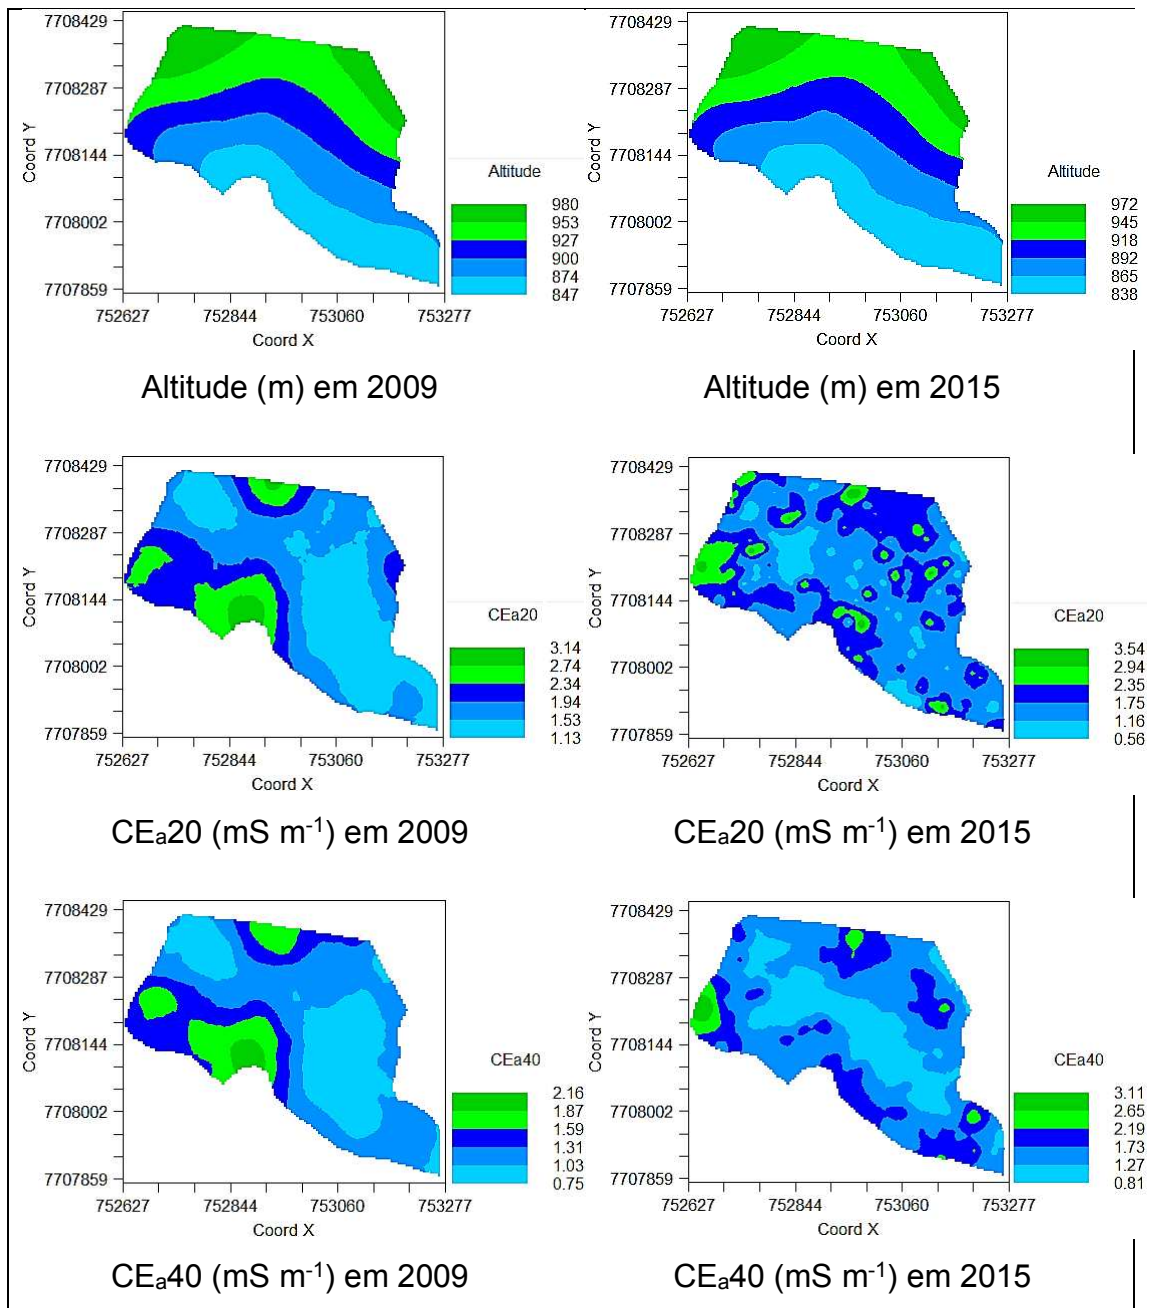 7708429
7708287
7708144
7708002
7707859
Coord Y
752627 752844 753060 753277
Coord X
Altitude
980
953
927
900
874
847
Altitude (m) em 2009
7708429
7708287
7708144
7708002
7707859
Coord Y
752627 752844 753060 753277
Coord X
Altitude
972
945
918
892
865
838
Altitude (m) em 2015
7708429
7708287
7708144
7708002
7707859
Coord Y
752627 752844 753060 753277
Coord X
CEa20
3.14
2.74
2.34
1.94
1.53
1.13
CEa20 (mS m⁻¹) em 2009
7708429
7708287
7708144
7708002
7707859
Coord Y
752627 752844 753060 753277
Coord X
CEa20
3.54
2.94
2.35
1.75
1.16
0.56
CEa20 (mS m⁻¹) em 2015
7708429
7708287
7708144
7708002
7707859
Coord Y
752627 752844 753060 753277
Coord X
CEa40
2.16
1.87
1.59
1.31
1.03
0.75
CEa40 (mS m⁻¹) em 2009
7708429
7708287
7708144
7708002
7707859
Coord Y
752627 752844 753060 753277
Coord X
CEa40
3.11
2.65
2.19
1.73
1.27
0.81
CEa40 (mS m⁻¹) em 2015